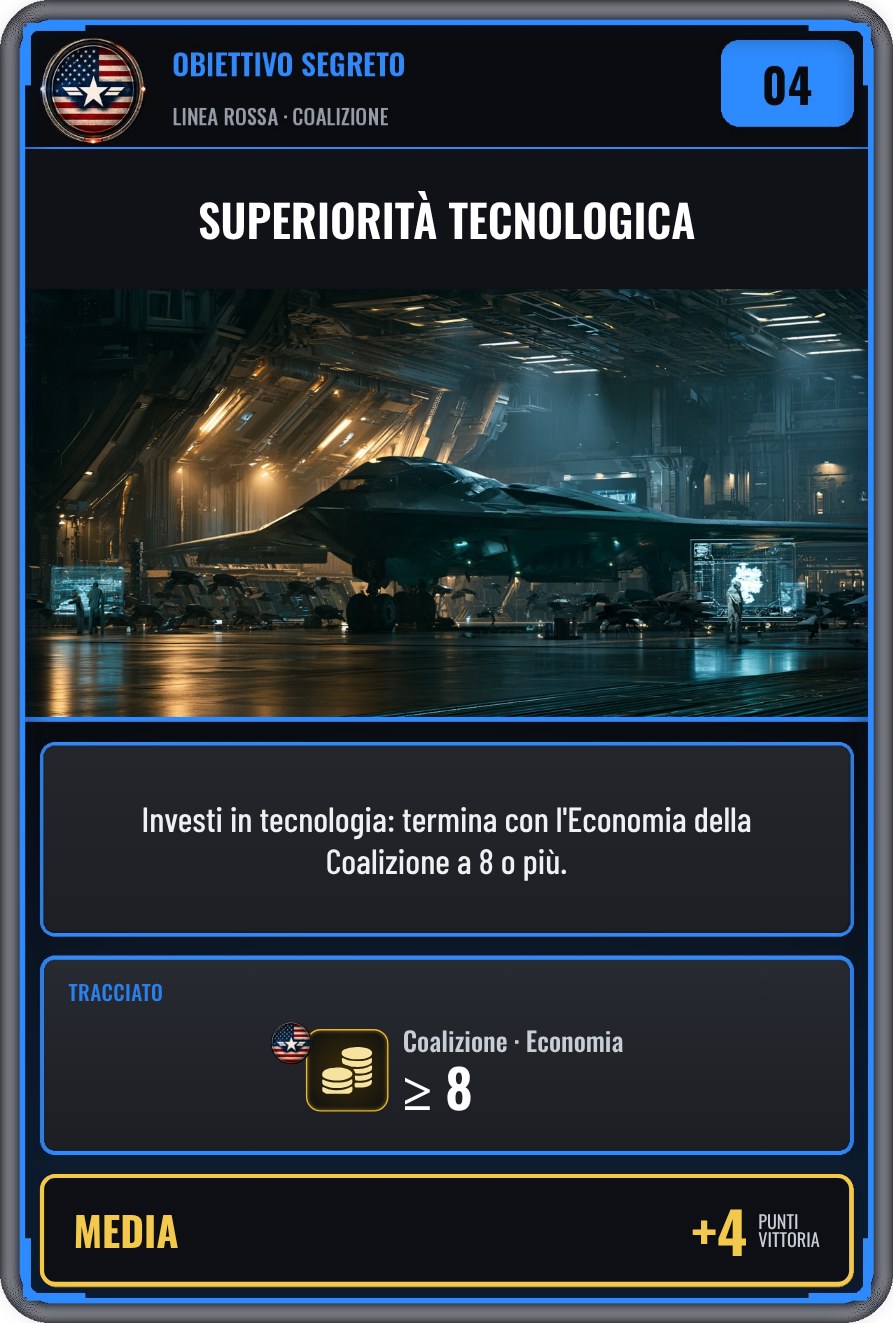 OBIETTIVO SEGRETO
LINEA ROSSA · COALIZIONE
04
SUPERIORITÀ TECNOLOGICA
Investi in tecnologia: termina con l'Economia della
Coalizione a 8 o più.
TRACCIATO
Coalizione · Economia
≥ 8
MEDIA
+4
PUNTI
VITTORIA